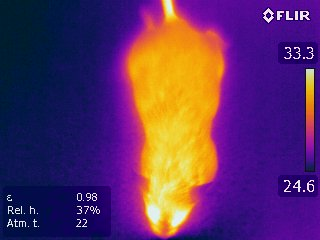 FLIR
33.3
24.6
ε 0.98
Rel. h. 37%
Atm. t. 22